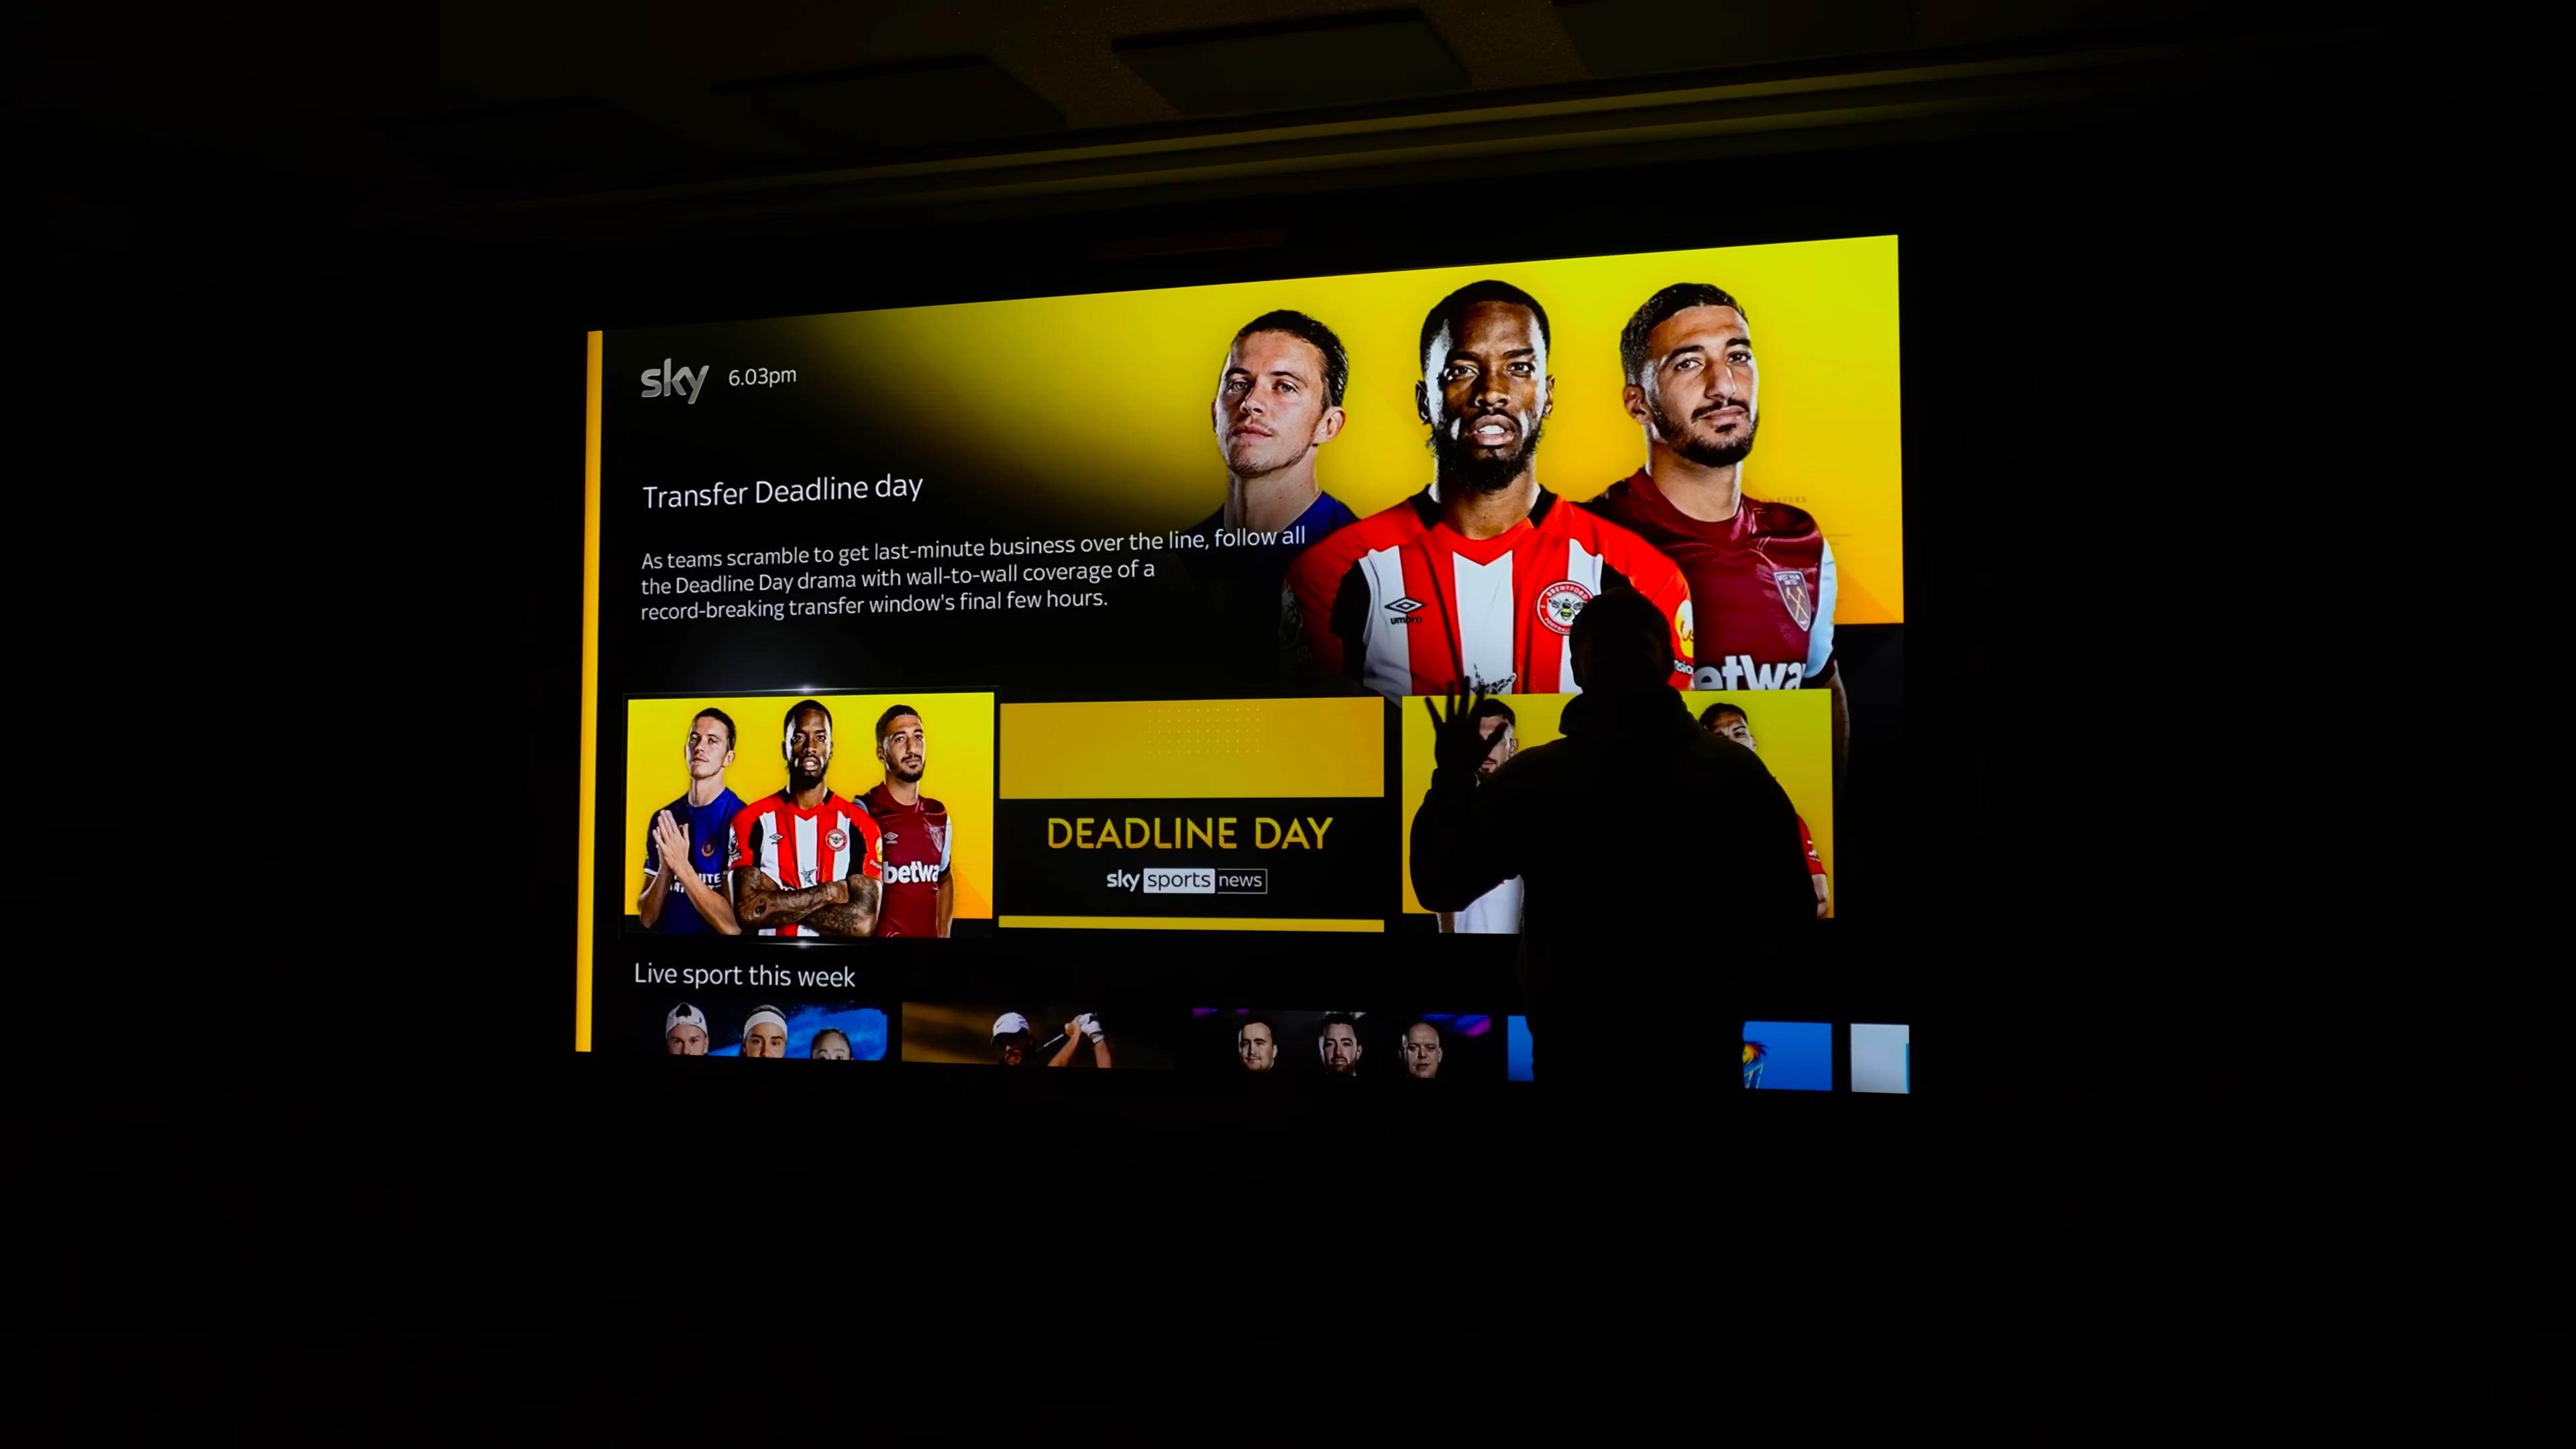 sky 6.03pm
Transfer Deadline day
As teams scramble to get last-minute business over the line, follow all
the Deadline Day drama with wall-to-wall coverage of a
record-breaking transfer window's final few hours.
umbro
BRENTFORD
etwa
betwa
DEADLINE DAY
sky sports news
Live sport this week